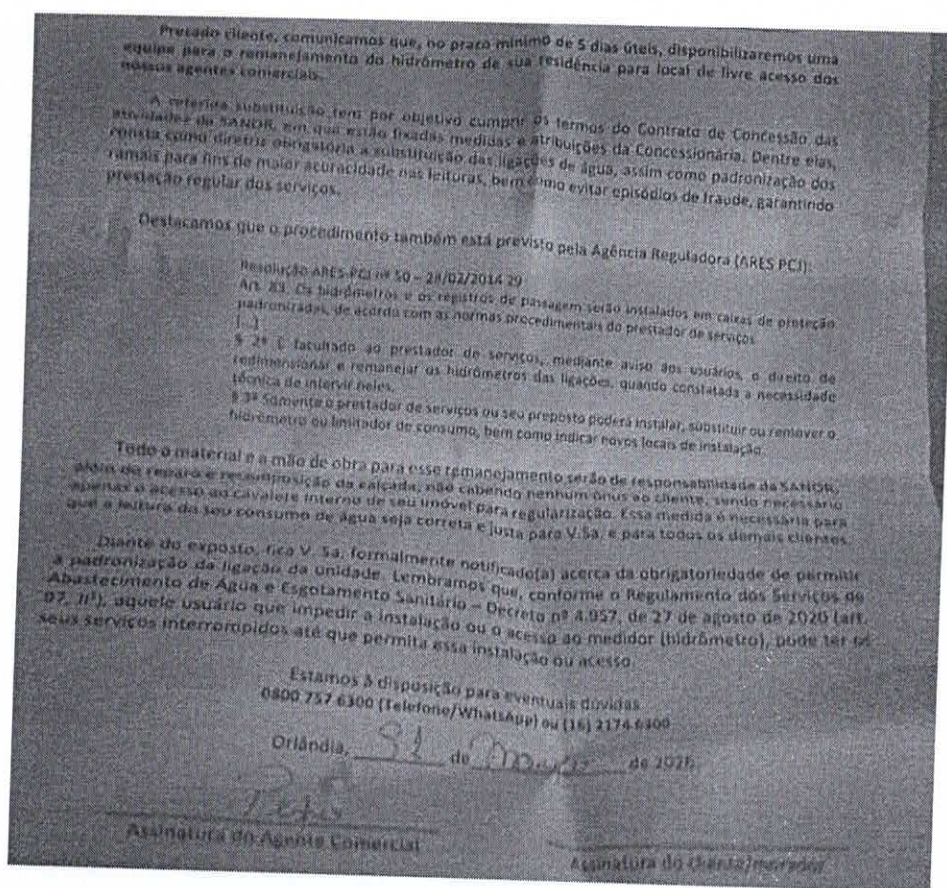 Prezado cliente, comunicamos que, no prazo mínimo de 5 dias úteis, disponibilizaremos uma
equipe para o remanejamento do hidrômetro de sua residência para local de livre acesso dos
nossos agentes comerciais.
A referida substituição tem por objetivo cumprir os termos do Contrato de Concessão das
atividades da SANOR, em que estão fixadas medidas e atribuições da Concessionária. Dentre elas,
consta como diretriz obrigatória a substituição das ligações de água, assim como padronização dos
ramais para fins de maior acuracidade nas leituras, bem como evitar episódios de fraude, garantindo
prestação regular dos serviços.
Destacamos que o procedimento também está previsto pela Agência Reguladora (ARES PCJ):
Resolução ARES-PCJ nº 50 – 28/02/2014 29
Art. 83. Os hidrômetros e os registros de passagem serão instalados em caixas de proteção
padronizadas, de acordo com as normas procedimentais do prestador de serviços
(...)
§ 2º É facultado ao prestador de serviços, mediante aviso aos usuários, o direito de
redimensionar e remanejar os hidrômetros das ligações, quando constatada a necessidade
técnica de intervir neles.
§ 3º Somente o prestador de serviços ou seu preposto poderá instalar, substituir ou remover o
hidrômetro ou limitador de consumo, bem como indicar novos locais de instalação.
Todo o material e a mão de obra para esse remanejamento serão de responsabilidade da SANOR,
além de reparo e recomposição da calçada, não cabendo nenhum ônus ao cliente, sendo necessário
apenas o acesso ao cavalete interno de seu imóvel para regularização. Essa medida é necessária para
que a leitura do seu consumo de água seja correta e justa para V.Sa. e para todos os demais clientes.
Diante do exposto, fica V. Sa. formalmente notificado(a) acerca da obrigatoriedade de permitir
a padronização da ligação da unidade. Lembramos que, conforme o Regulamento dos Serviços de
Abastecimento de Água e Esgotamento Sanitário – Decreto nº 4.957, de 27 de agosto de 2020 (art.
97, II), aquele usuário que impedir a instalação ou o acesso ao medidor (hidrômetro), pode ter os
seus serviços interrompidos até que permita essa instalação ou acesso.
Estamos à disposição para eventuais dúvidas
0800 757 6300 (Telefone/WhatsApp) ou (16) 2174 6300
Orlândia, de de 2026
Assinatura do Agente Comercial
Assinatura do cliente/morador